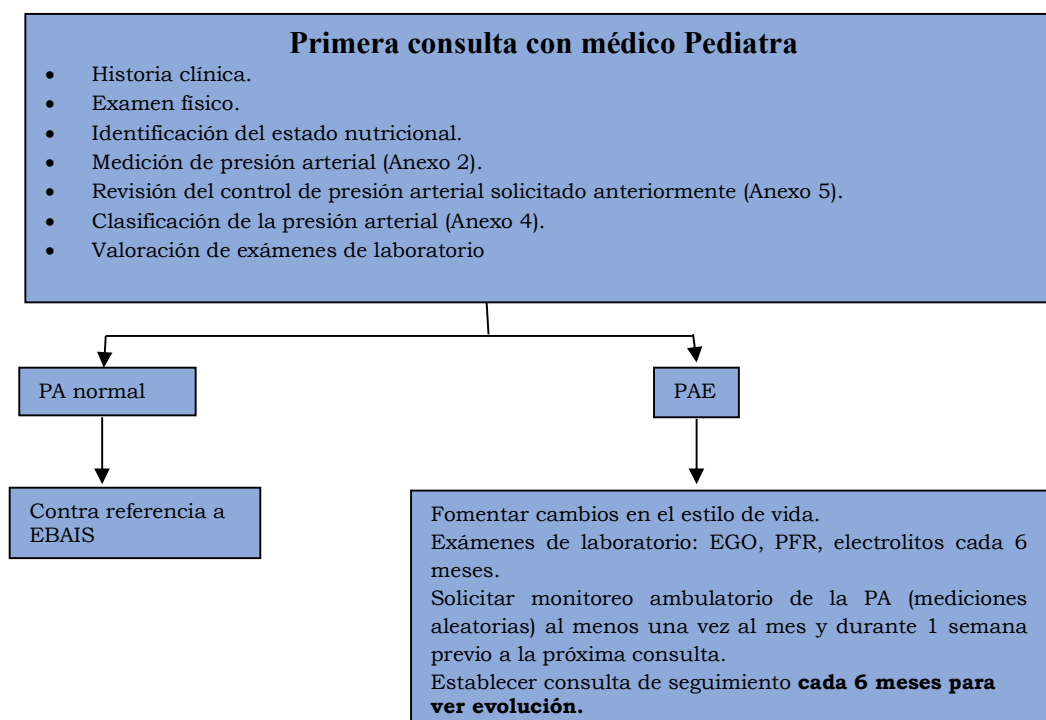 Primera consulta con médico Pediatra
• Historia clínica.
• Examen físico.
• Identificación del estado nutricional.
• Medición de presión arterial (Anexo 2).
• Revisión del control de presión arterial solicitado anteriormente (Anexo 5).
• Clasificación de la presión arterial (Anexo 4).
• Valoración de exámenes de laboratorio
PA normal
PAE
Contra referencia a
EBAIS
Fomentar cambios en el estilo de vida.
Exámenes de laboratorio: EGO, PFR, electrolitos cada 6
meses.
Solicitar monitoreo ambulatorio de la PA (mediciones
aleatorias) al menos una vez al mes y durante 1 semana
previo a la próxima consulta.
Establecer consulta de seguimiento cada 6 meses para
ver evolución.